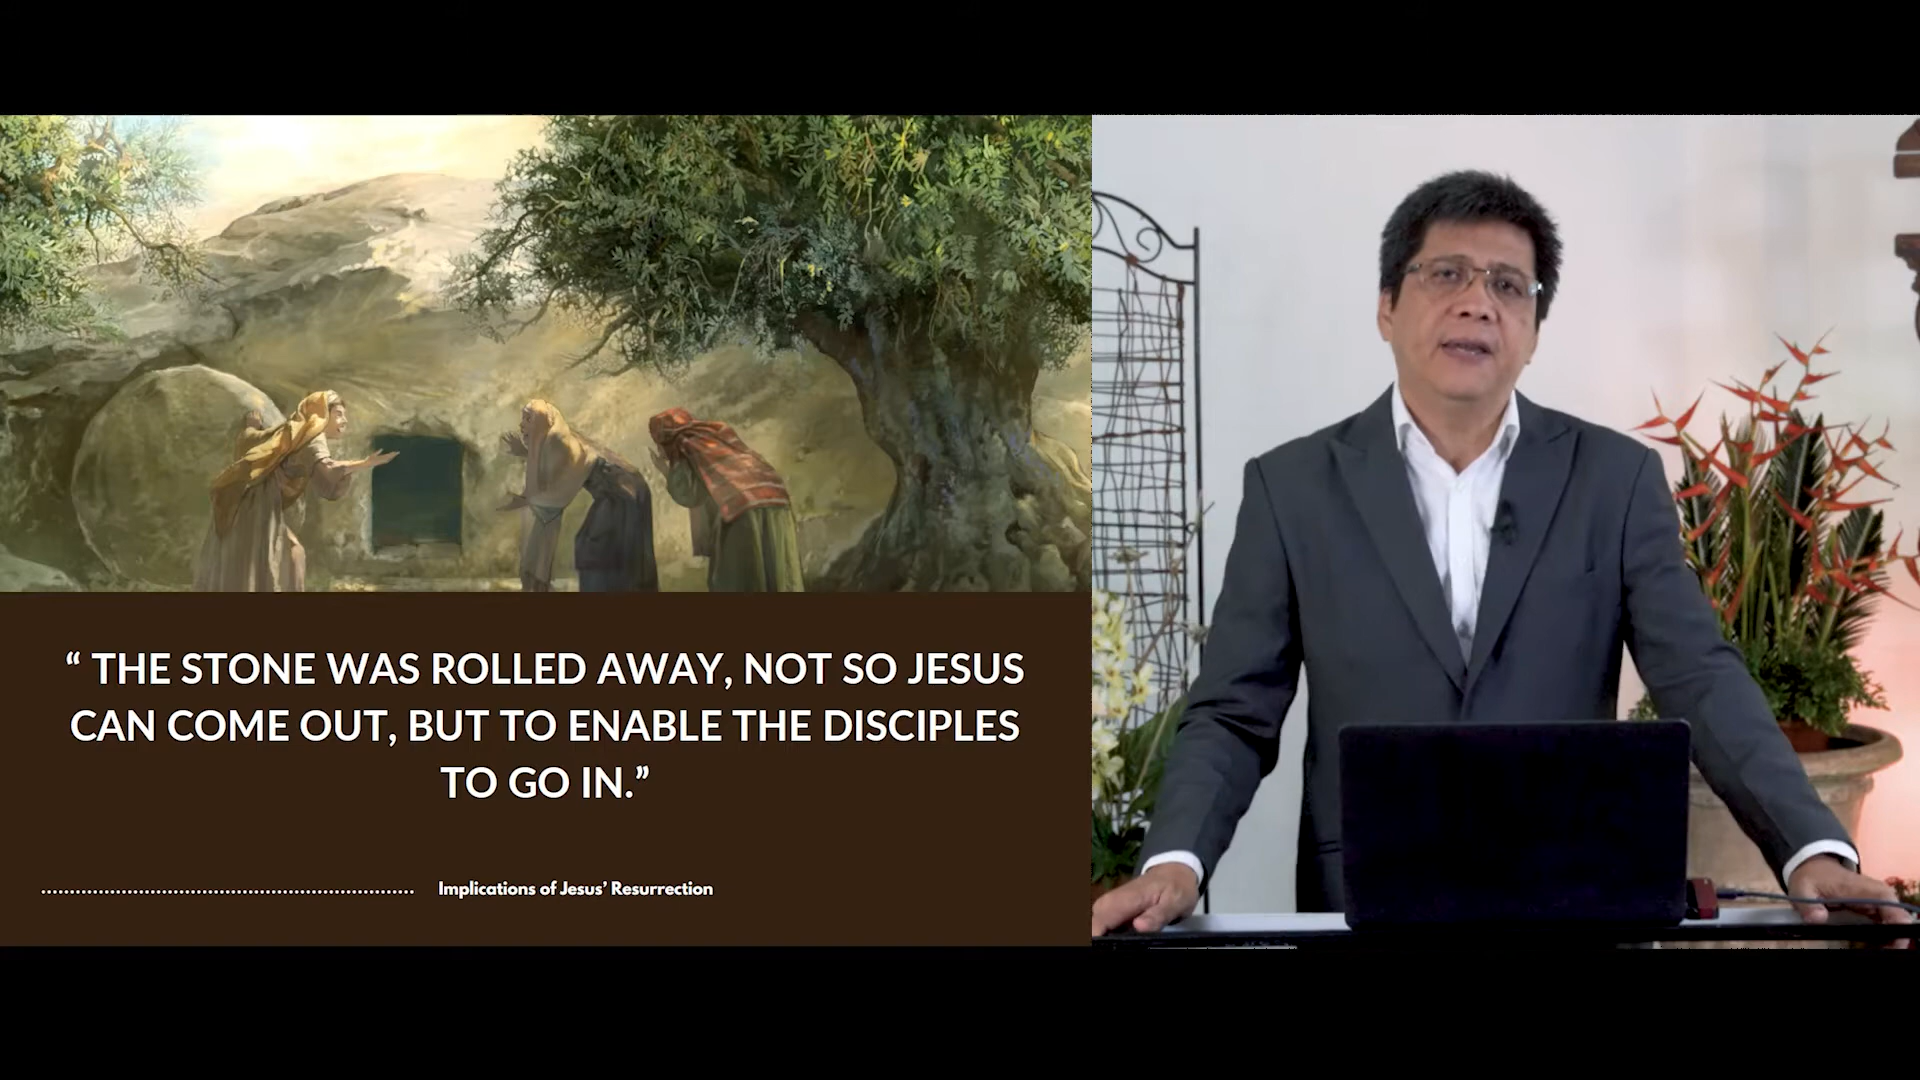 “ THE STONE WAS ROLLED AWAY, NOT SO JESUS
CAN COME OUT, BUT TO ENABLE THE DISCIPLES
TO GO IN.”
Implications of Jesus’ Resurrection